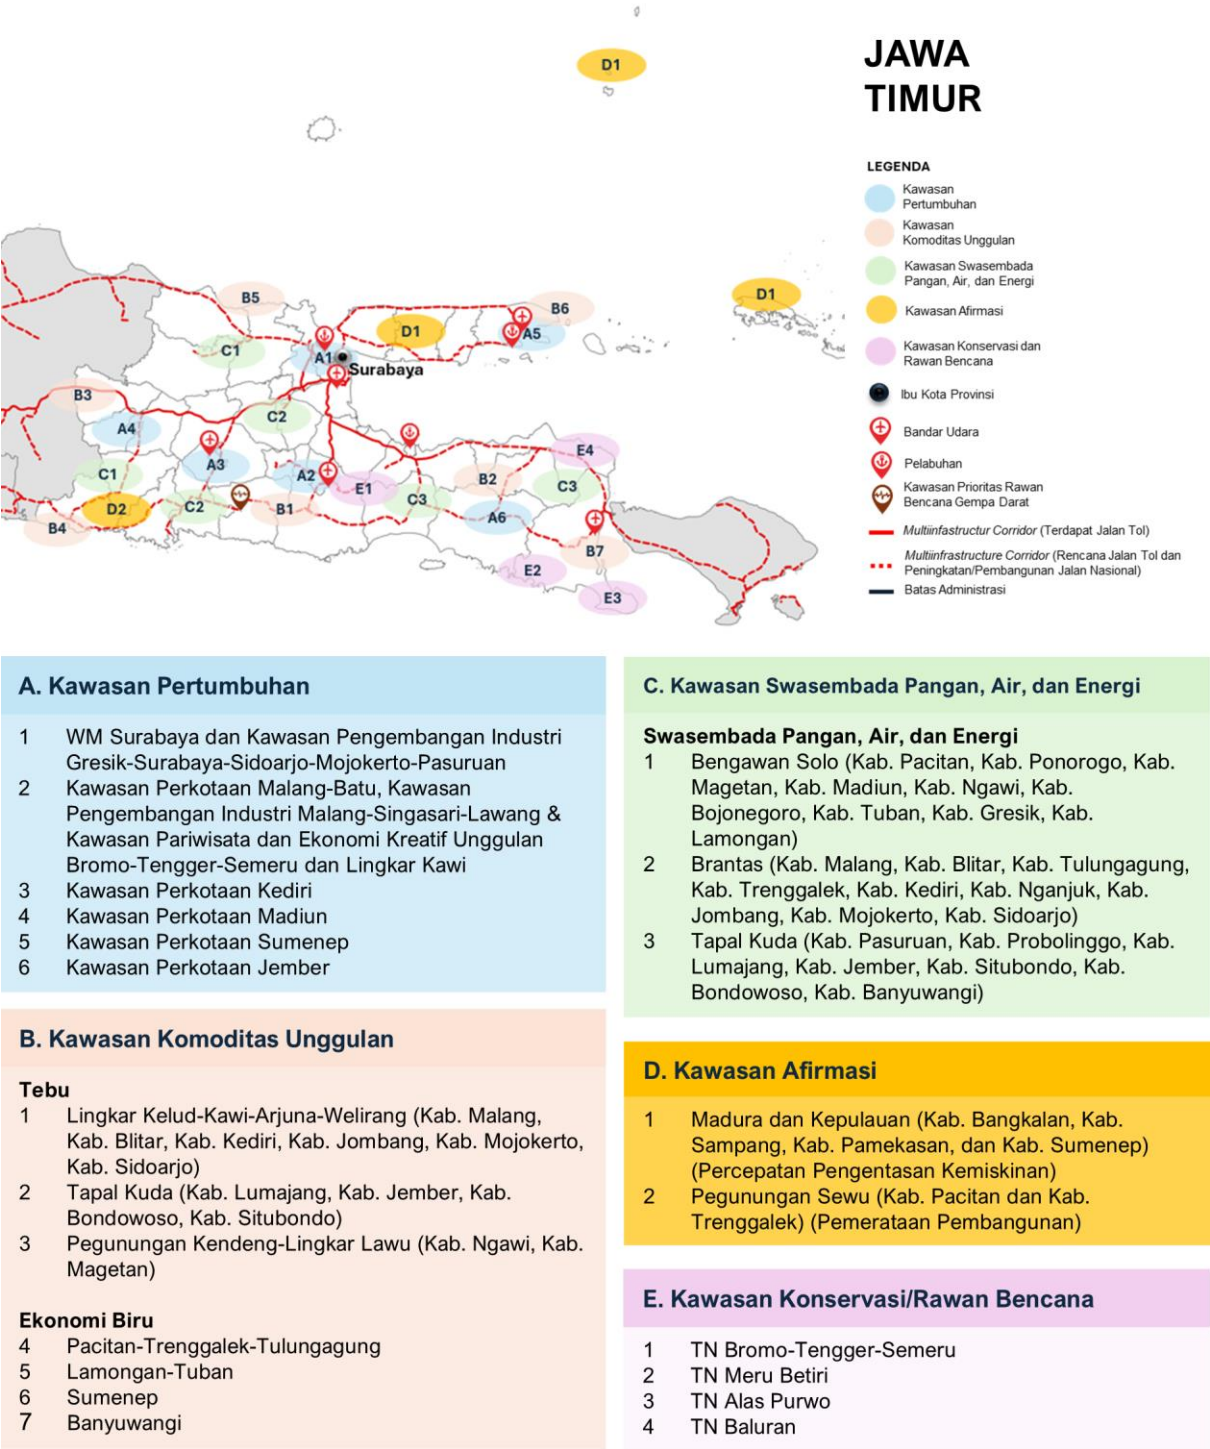 JAWA
TIMUR
LEGENDA
Kawasan
Pertumbuhan
Kawasan
Komoditas Unggulan
Kawasan Swasembada
Pangan, Air, dan Energi
Kawasan Afirmasi
Kawasan Konservasi dan
Rawan Bencana
Ibu Kota Provinsi
Bandar Udara
Pelabuhan
Kawasan Prioritas Rawan
Bencana Gempa Darat
Multiinfastructur Corridor (Terdapat Jalan Tol)
Multiinfrastructure Corridor (Rencana Jalan Tol dan
Peningkatan/Pembangunan Jalan Nasional)
Batas Administrasi
D1
D1
B5
B6
D1
A5
C1
A1
Surabaya
B3
C2
A4
A3
E4
C1
A2
E1
B2
C3
C3
D2
C2
B1
A6
B4
B7
E2
E3
A. Kawasan Pertumbuhan
1 WM Surabaya dan Kawasan Pengembangan Industri
Gresik-Surabaya-Sidoarjo-Mojokerto-Pasuruan
2 Kawasan Perkotaan Malang-Batu, Kawasan
Pengembangan Industri Malang-Singasari-Lawang &
Kawasan Pariwisata dan Ekonomi Kreatif Unggulan
Bromo-Tengger-Semeru dan Lingkar Kawi
3 Kawasan Perkotaan Kediri
4 Kawasan Perkotaan Madiun
5 Kawasan Perkotaan Sumenep
6 Kawasan Perkotaan Jember
B. Kawasan Komoditas Unggulan
Tebu
1 Lingkar Kelud-Kawi-Arjuna-Welirang (Kab. Malang,
Kab. Blitar, Kab. Kediri, Kab. Jombang, Kab. Mojokerto,
Kab. Sidoarjo)
2 Tapal Kuda (Kab. Lumajang, Kab. Jember, Kab.
Bondowoso, Kab. Situbondo)
3 Pegunungan Kendeng-Lingkar Lawu (Kab. Ngawi, Kab.
Magetan)
Ekonomi Biru
4 Pacitan-Trenggalek-Tulungagung
5 Lamongan-Tuban
6 Sumenep
7 Banyuwangi
C. Kawasan Swasembada Pangan, Air, dan Energi
Swasembada Pangan, Air, dan Energi
1 Bengawan Solo (Kab. Pacitan, Kab. Ponorogo, Kab.
Magetan, Kab. Madiun, Kab. Ngawi, Kab.
Bojonegoro, Kab. Tuban, Kab. Gresik, Kab.
Lamongan)
2 Brantas (Kab. Malang, Kab. Blitar, Kab. Tulungagung,
Kab. Trenggalek, Kab. Kediri, Kab. Nganjuk, Kab.
Jombang, Kab. Mojokerto, Kab. Sidoarjo)
3 Tapal Kuda (Kab. Pasuruan, Kab. Probolinggo, Kab.
Lumajang, Kab. Jember, Kab. Situbondo, Kab.
Bondowoso, Kab. Banyuwangi)
D. Kawasan Afirmasi
1 Madura dan Kepulauan (Kab. Bangkalan, Kab.
Sampang, Kab. Pamekasan, dan Kab. Sumenep)
(Percepatan Pengentasan Kemiskinan)
2 Pegunungan Sewu (Kab. Pacitan dan Kab.
Trenggalek) (Pemerataan Pembangunan)
E. Kawasan Konservasi/Rawan Bencana
1 TN Bromo-Tengger-Semeru
2 TN Meru Betiri
3 TN Alas Purwo
4 TN Baluran